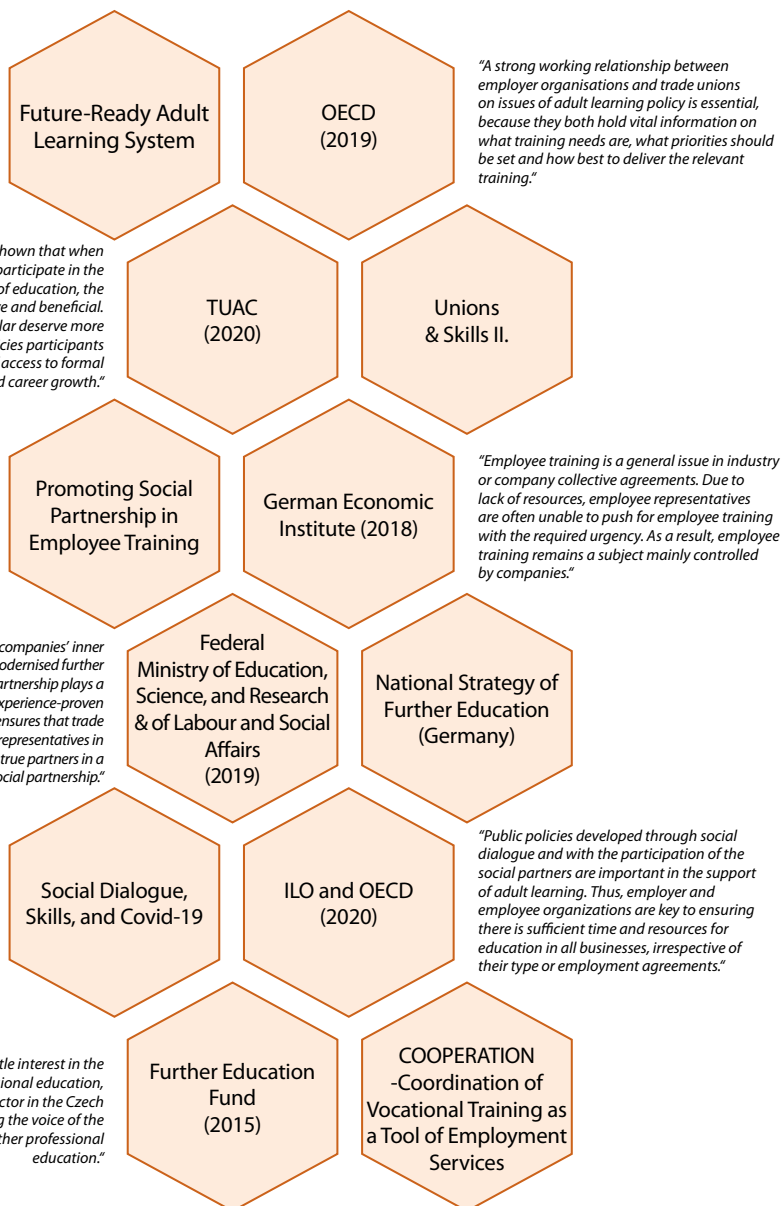 Future-Ready Adult
Learning System
OECD
(2019)
“A strong working relationship between
employer organisations and trade unions
on issues of adult learning policy is essential,
because they both hold vital information on
what training needs are, what priorities should
be set and how best to deliver the relevant
training.“
hown that when
participate in the
of education, the
e and beneficial.
lar deserve more
cies participants
access to formal
d career growth.“
TUAC
(2020)
Unions
& Skills II.
Promoting Social
Partnership in
Employee Training
German Economic
Institute (2018)
“Employee training is a general issue in industry
or company collective agreements. Due to
lack of resources, employee representatives
are often unable to push for employee training
with the required urgency. As a result, employee
training remains a subject mainly controlled
by companies.“
companies’ inner
odernised further
artnership plays a
xperience-proven
ensures that trade
representatives in
true partners in a
ocial partnership.“
Federal
Ministry of Education,
Science, and Research
& of Labour and Social
Affairs
(2019)
National Strategy of
Further Education
(Germany)
Social Dialogue,
Skills, and Covid-19
ILO and OECD
(2020)
“Public policies developed through social
dialogue and with the participation of the
social partners are important in the support
of adult learning. Thus, employer and
employee organizations are key to ensuring
there is sufficient time and resources for
education in all businesses, irrespective of
their type or employment agreements.“
tle interest in the
ional education,
ctor in the Czech
g the voice of the
ther professional
education.“
Further Education
Fund
(2015)
COOPERATION
-Coordination of
Vocational Training as
a Tool of Employment
Services